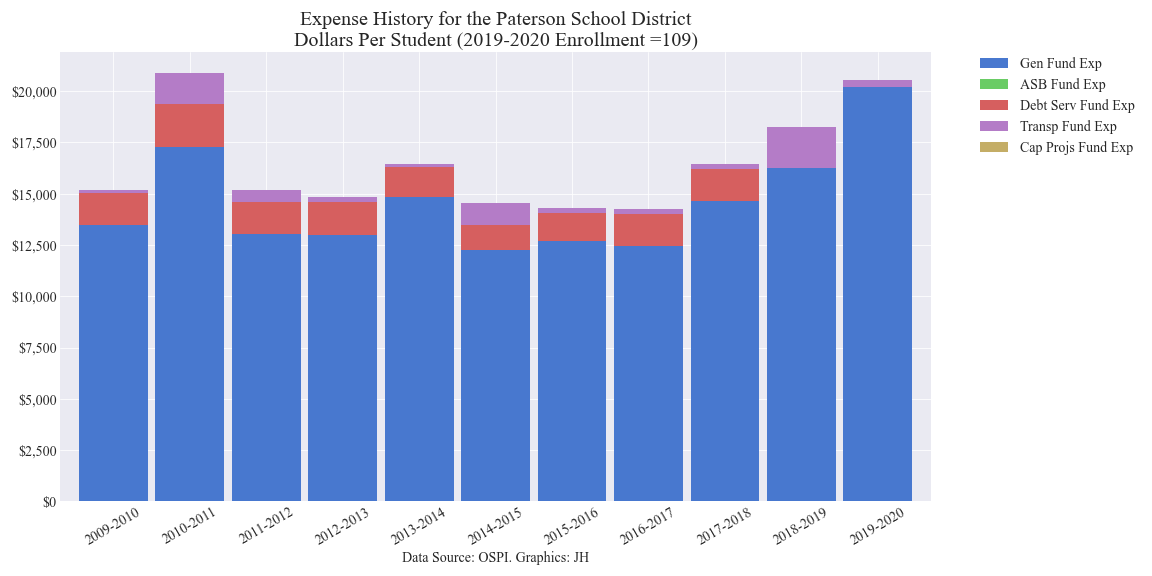 Expense History for the Paterson School District
Dollars Per Student (2019-2020 Enrollment =109)
Gen Fund Exp
ASB Fund Exp
Debt Serv Fund Exp
Transp Fund Exp
Cap Projs Fund Exp
$20,000
$17,500
$15,000
$12,500
$10,000
$7,500
$5,000
$2,500
$0
2009-2010
2010-2011
2011-2012
2012-2013
2013-2014
2014-2015
2015-2016
2016-2017
2017-2018
2018-2019
2019-2020
Data Source: OSPI. Graphics: JH